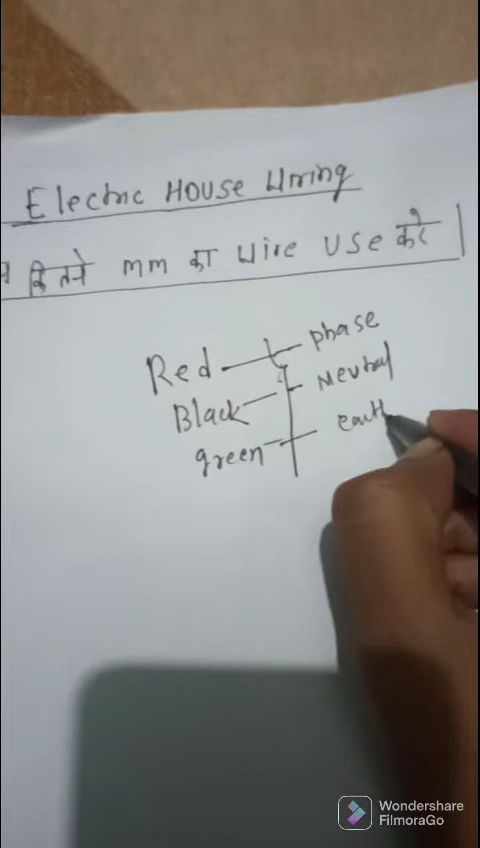 Electric HOUSE Wiring
कितने mm का Wire USe करे |
Red — phase
Black — Neutral
green — earth
Wondershare
FilmoraGo